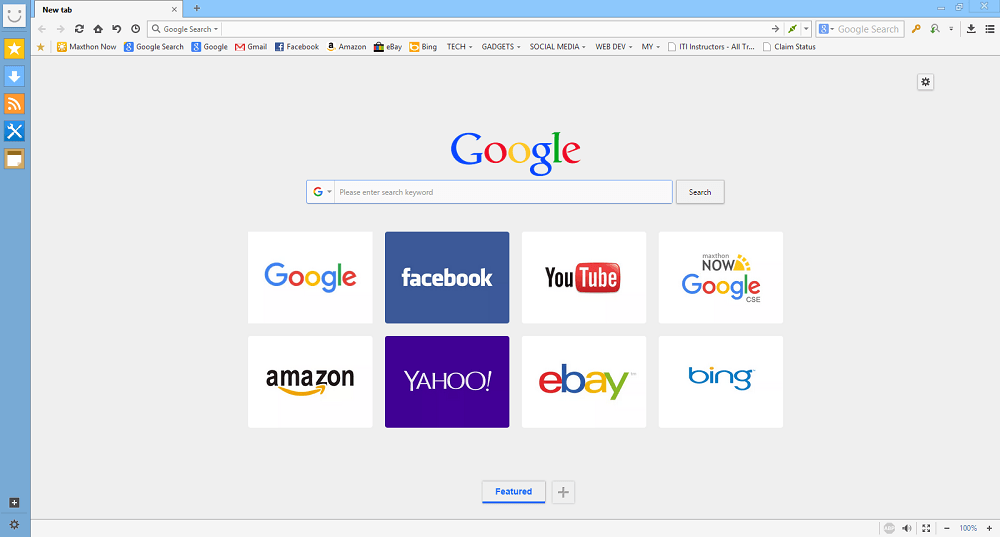 New tab
Google Search
Google Search
Maxthon Now Google Search Google Gmail Facebook Amazon eBay Bing TECH GADGETS SOCIAL MEDIA WEB DEV MY ITI Instructors - All Tr... Claim Status
Google
Please enter search keyword
Search
Google
facebook
YouTube
maxthon
NOW
Google
CSE
amazon
YAHOO!
ebay
bing
Featured
ABP
100%